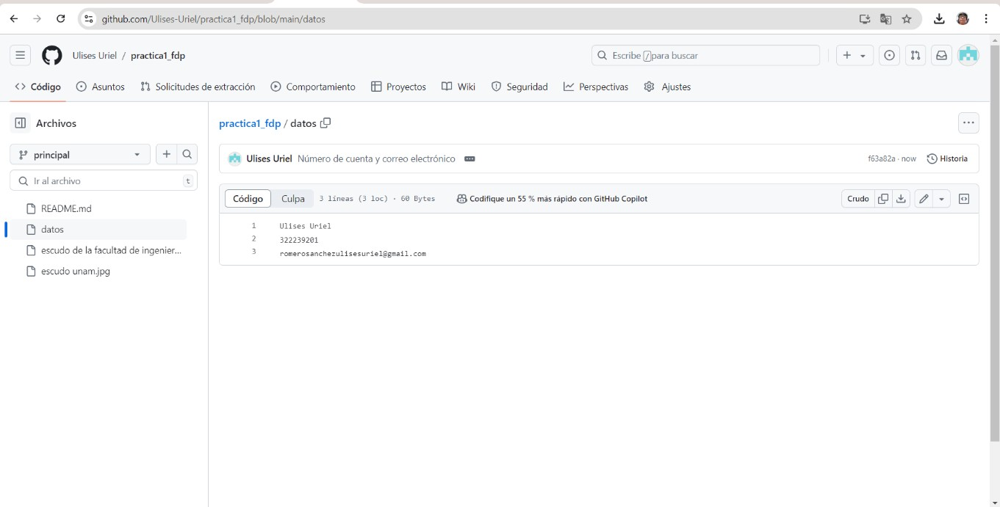 github.com/Ulises-Uriel/practica1_fdp/blob/main/datos
Ulises Uriel / practica1_fdp
Escribe / para buscar
Código Asuntos Solicitudes de extracción Comportamiento Proyectos Wiki Seguridad Perspectivas Ajustes
Archivos
practica1_fdp / datos
principal
Ulises Uriel Número de cuenta y correo electrónico
f63a82a · now Historia
Ir al archivo t
Código Culpa 3 líneas (3 loc) · 60 Bytes Codifique un 55 % más rápido con GitHub Copilot Crudo
README.md
datos
escudo de la facultad de ingenier...
escudo unam.jpg
1 Ulises Uriel
2 322239201
3 romerosanchezulisesuriel@gmail.com